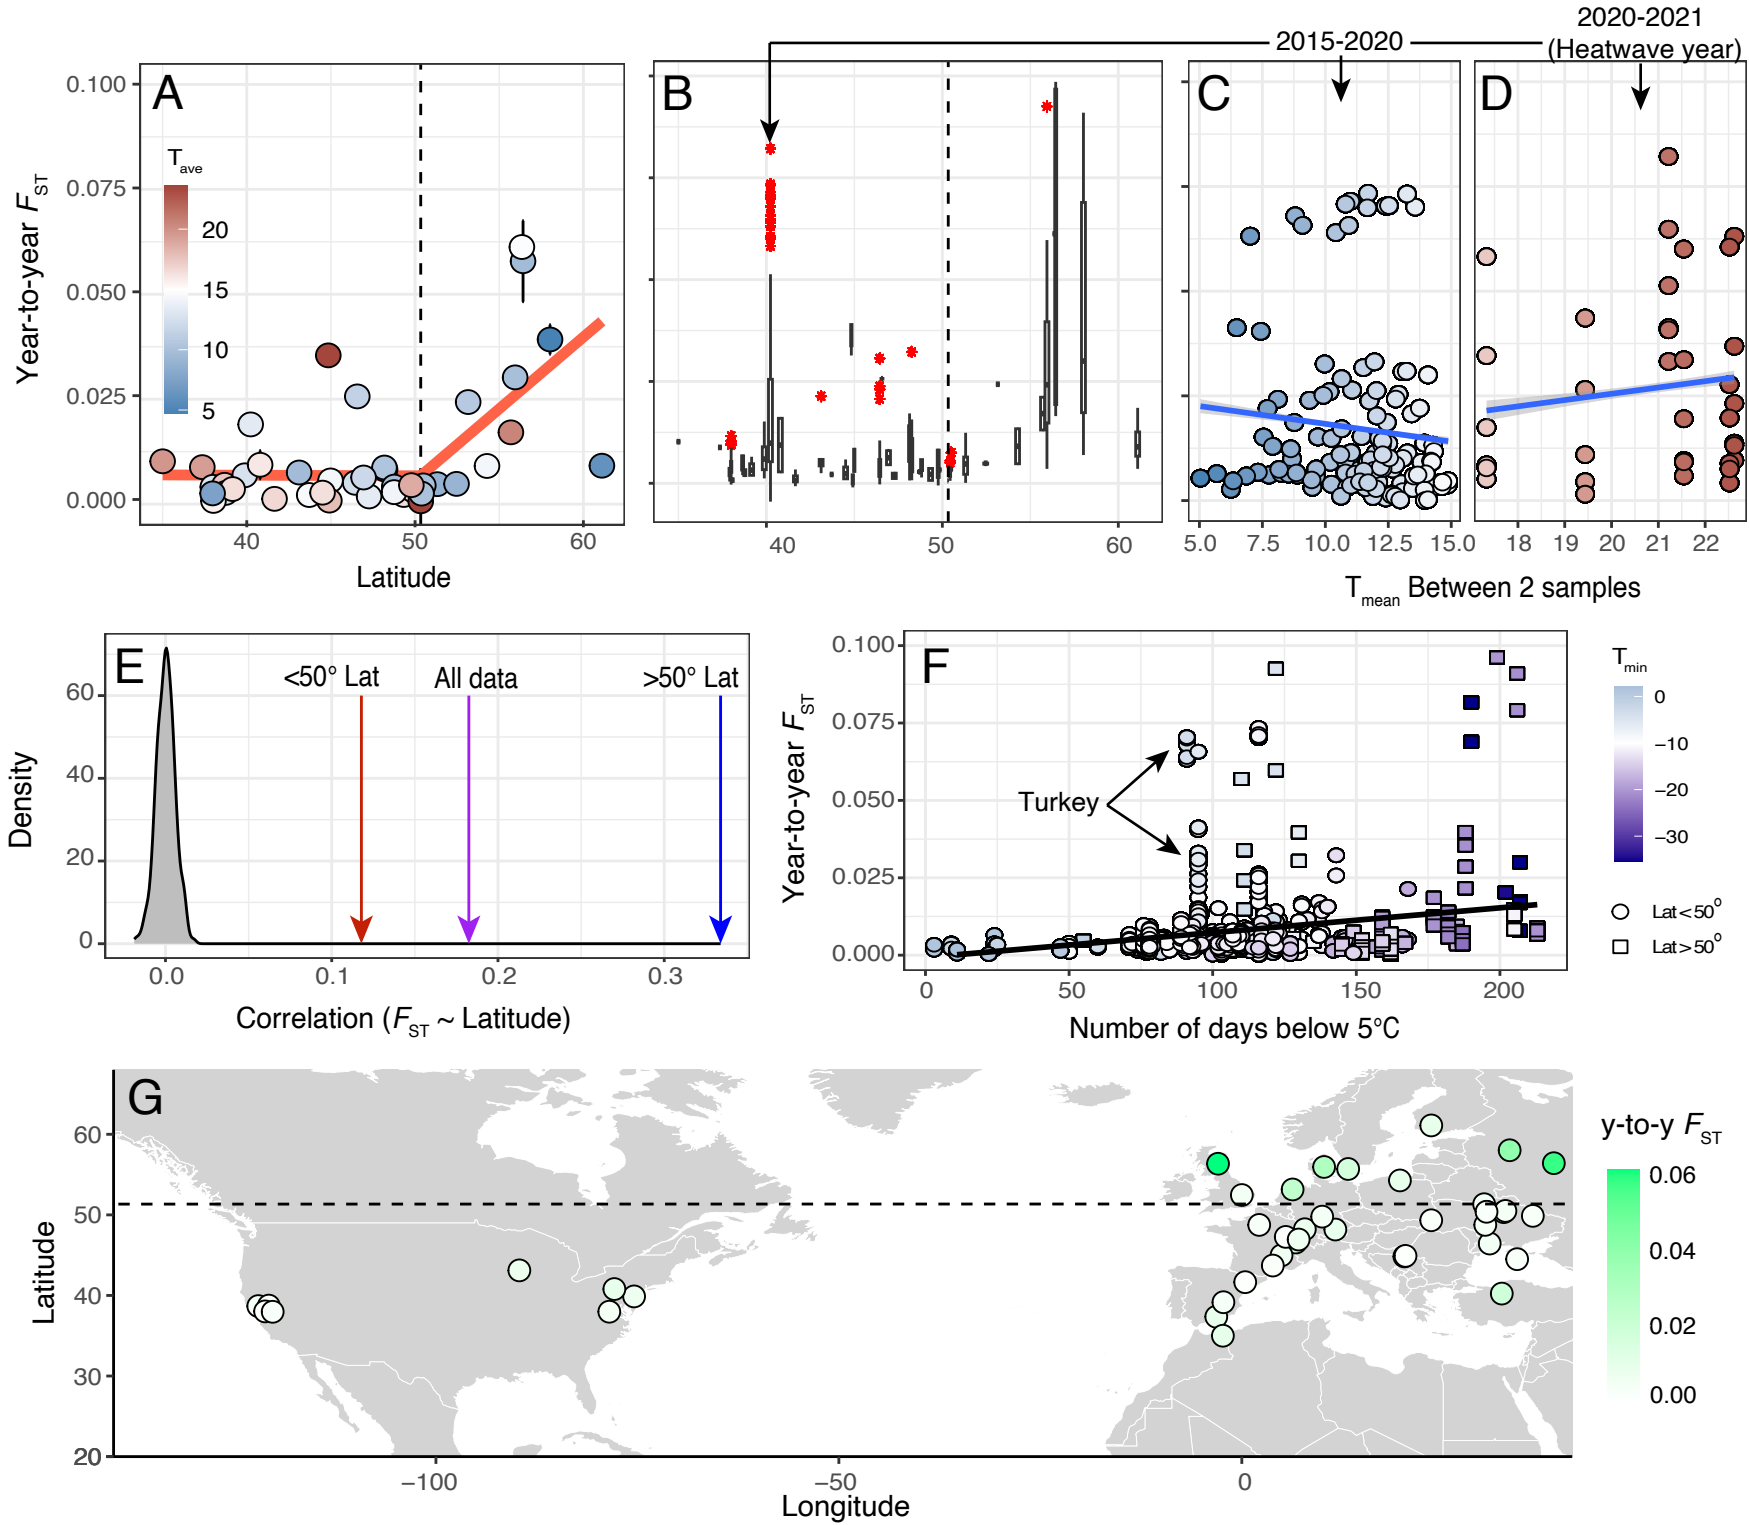 2020-2021
2015-2020
(Heatwave year)
A
B
C
D
Year-to-year FST
0.100
0.075
0.050
0.025
0.000
Tave
20
15
10
5
40
50
60
Latitude
40
50
60
5.0
7.5
10.0
12.5
15.0
18
19
20
21
22
Tmean Between 2 samples
E
<50° Lat
All data
>50° Lat
Density
60
40
20
0
0.0
0.1
0.2
0.3
Correlation (FST ~ Latitude)
F
Year-to-year FST
0.100
0.075
0.050
0.025
0.000
Turkey
0
50
100
150
200
Number of days below 5°C
Tmin
0
−10
−20
−30
Lat<50°
Lat>50°
G
Latitude
60
50
40
30
20
−100
−50
0
Longitude
y-to-y FST
0.06
0.04
0.02
0.00